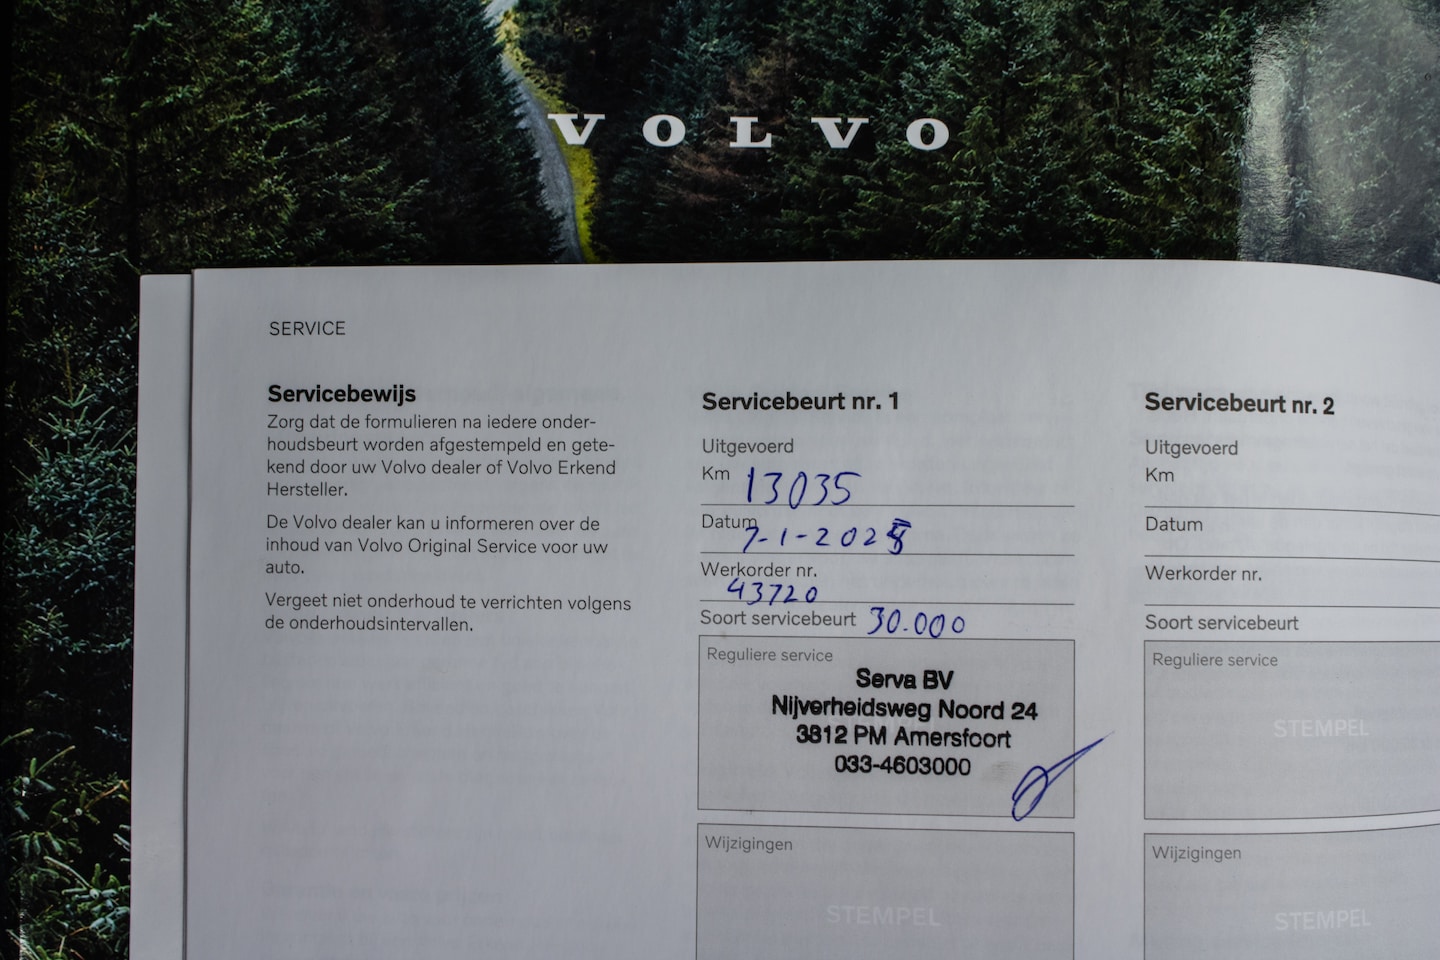 VOLVO
SERVICE
Servicebewijs
Zorg dat de formulieren na iedere onder-
houdsbeurt worden afgestempeld en gete-
kend door uw Volvo dealer of Volvo Erkend
Hersteller.
De Volvo dealer kan u informeren over de
inhoud van Volvo Original Service voor uw
auto.
Vergeet niet onderhoud te verrichten volgens
de onderhoudsintervallen.
Servicebeurt nr. 1
Uitgevoerd
Km 13035
Datum 7-1-2025
Werkorder nr.
43720
Soort servicebeurt 30.000
Reguliere service
Serva BV
Nijverheidsweg Noord 24
3812 PM Amersfoort
033-4603000
Wijzigingen
STEMPEL
Servicebeurt nr. 2
Uitgevoerd
Km
Datum
Werkorder nr.
Soort servicebeurt
Reguliere service
STEMPEL
Wijzigingen
STEMPEL